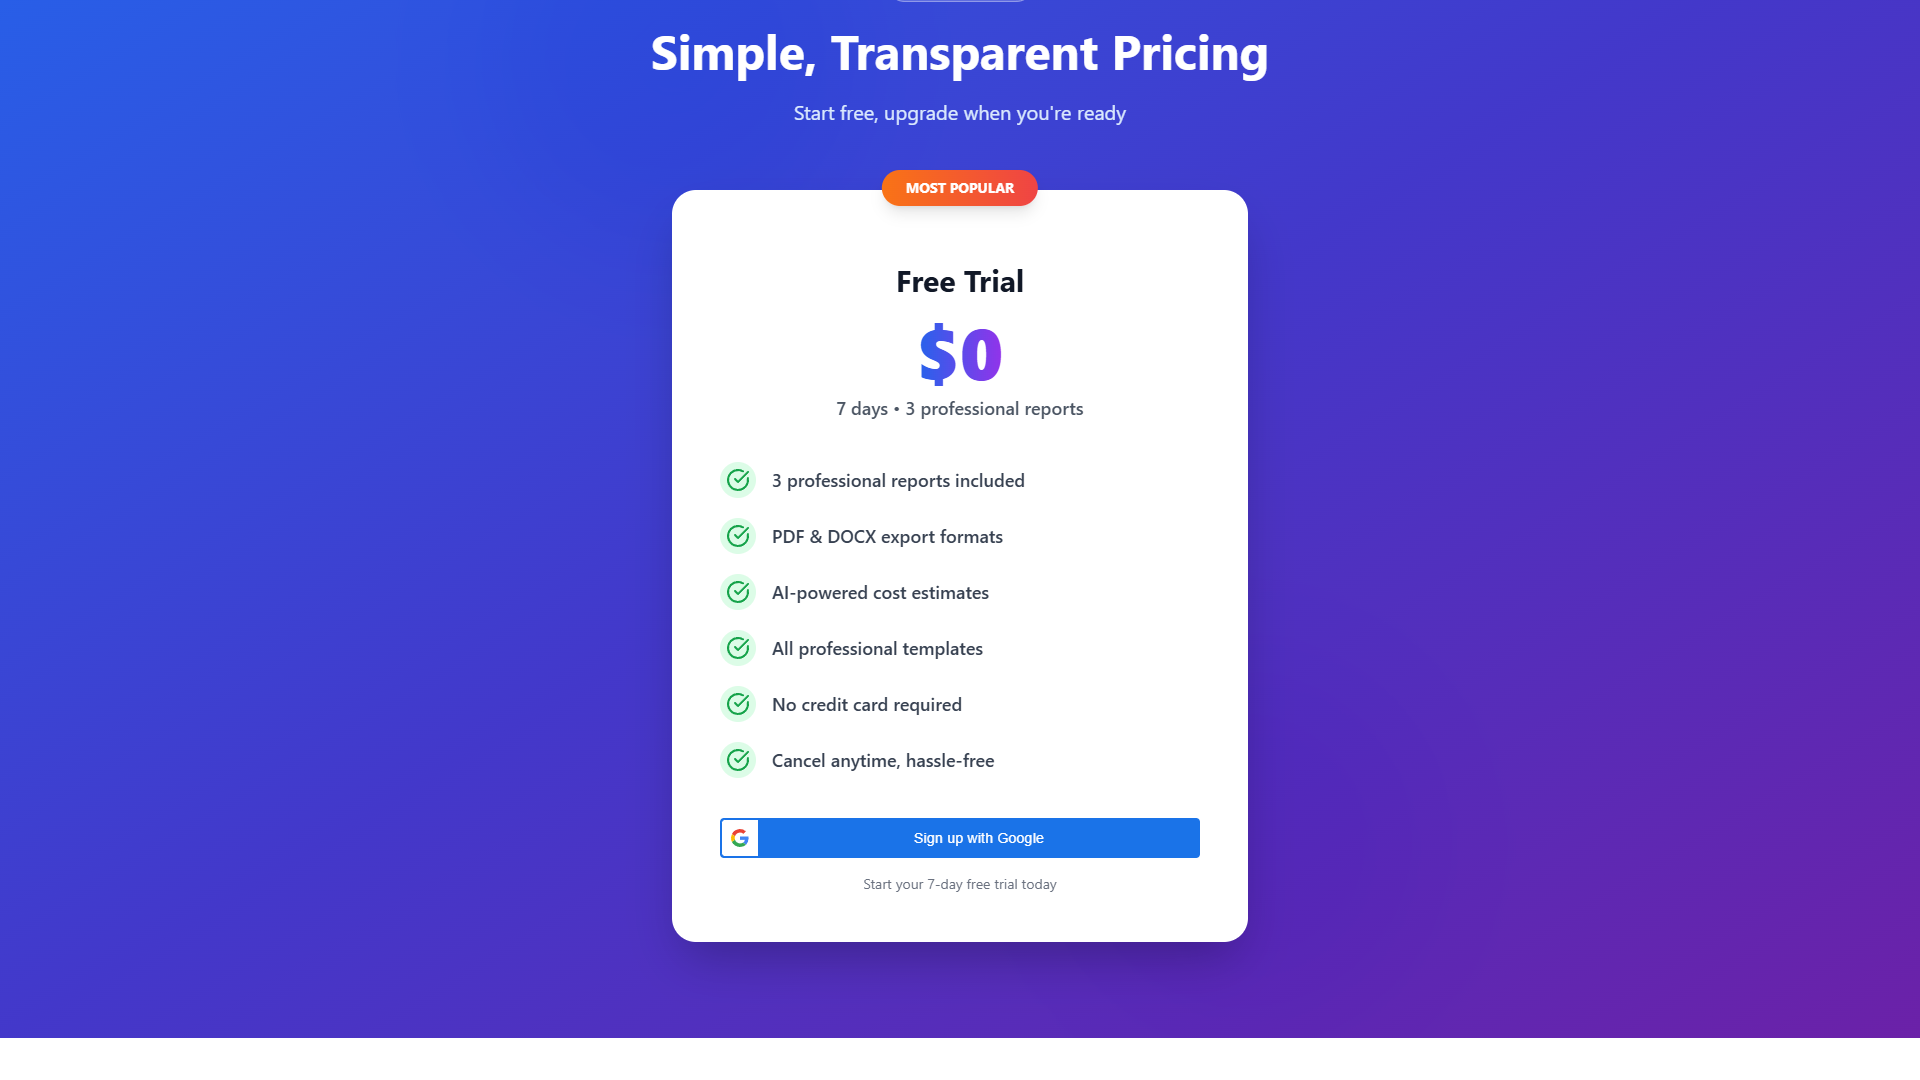 Simple, Transparent Pricing
Start free, upgrade when you're ready
MOST POPULAR
Free Trial
$0
7 days • 3 professional reports
3 professional reports included
PDF & DOCX export formats
AI-powered cost estimates
All professional templates
No credit card required
Cancel anytime, hassle-free
Sign up with Google
Start your 7-day free trial today